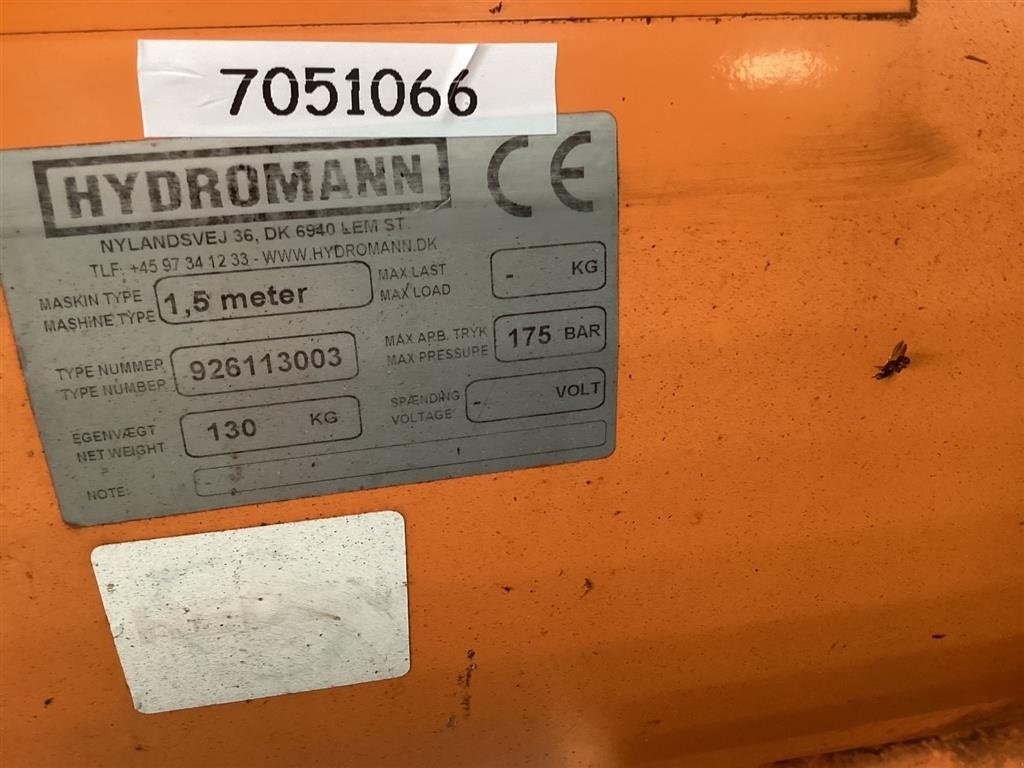 7051066
HYDROMANN CE
NYLANDSVEJ 36, DK 6940 LEM ST.
TLF: +45 97 34 12 33 - WWW.HYDROMANN.DK
MASKIN TYPE
MASHINE TYPE
1,5 meter
MAX LAST
MAX LOAD
- KG
TYPE NUMMER
TYPE NUMBER
926113003
MAX ARB. TRYK
MAX PRESSURE
175 BAR
EGENVÆGT
NET WEIGHT
130 KG
SPÆNDING
VOLTAGE
- VOLT
NOTE: -